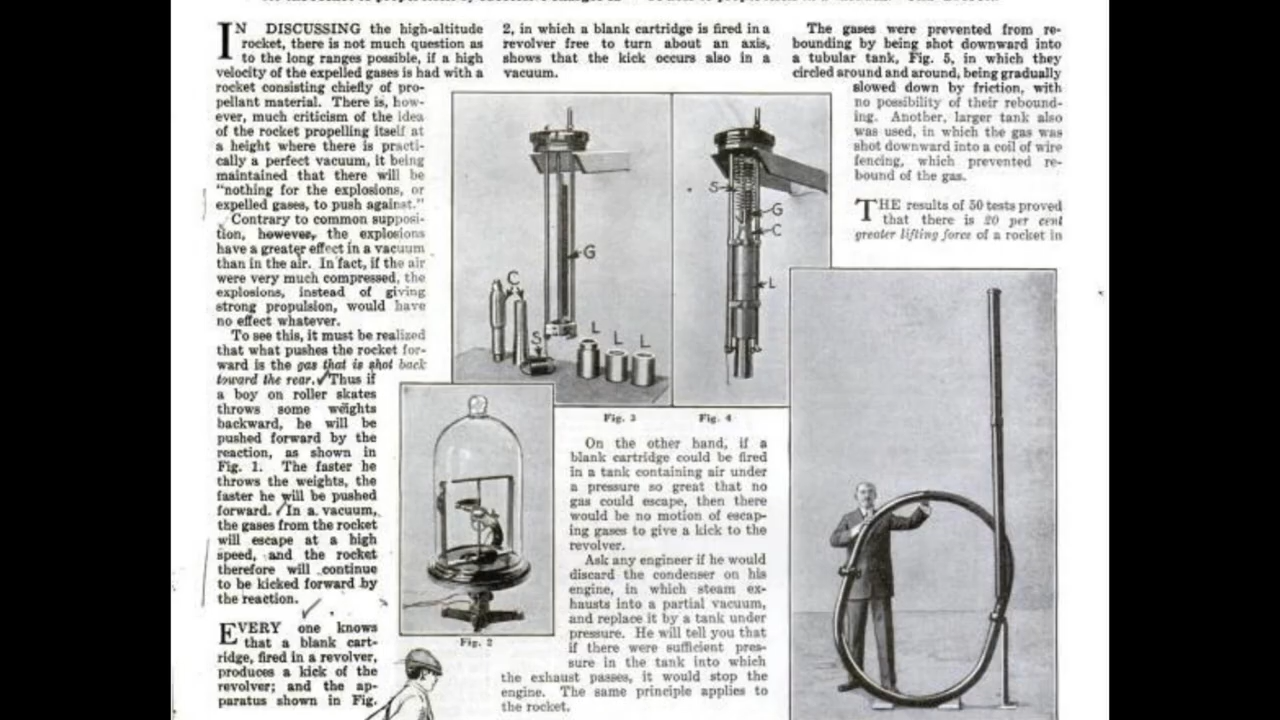 IN DISCUSSING the high-altitude
rocket, there is not much question as
to the long ranges possible, if a high
velocity of the expelled gases is had with a
rocket consisting chiefly of pro-
pellant material. There is, how-
ever, much criticism of the idea
of the rocket propelling itself at
a height where there is practi-
cally a perfect vacuum, it being
maintained that there will be
"nothing for the explosions, or
expelled gases, to push against."
Contrary to common supposi-
tion, however, the explosions
have a greater effect in a vacuum
than in the air. In fact, if the air
were very much compressed, the
explosions, instead of giving
strong propulsion, would have
no effect whatever.
To see this, it must be realized
that what pushes the rocket for-
ward is the gas that is shot back
toward the rear. Thus if
a boy on roller skates
throws some weights
backward, he will be
pushed forward by the
reaction, as shown in
Fig. 1. The faster he
throws the weights, the
faster he will be pushed
forward. In a vacuum,
the gases from the rocket
will escape at a high
speed, and the rocket
therefore will continue
to be kicked forward by
the reaction.
EVERY one knows
that a blank cart-
ridge, fired in a revolver,
produces a kick of the
revolver; and the ap-
paratus shown in Fig.
2, in which a blank cartridge is fired in a
revolver free to turn about an axis,
shows that the kick occurs also in a
vacuum.
C
S
G
L
L
L
Fig. 3
S
G
C
L
Fig. 4
Fig. 2
On the other hand, if a
blank cartridge could be fired
in a tank containing air under
a pressure so great that no
gas could escape, then there
would be no motion of escap-
ing gases to give a kick to the
revolver.
Ask any engineer if he would
discard the condenser on his
engine, in which steam ex-
hausts into a partial vacuum,
and replace it by a tank under
pressure. He will tell you that
if there were sufficient pres-
sure in the tank into which
the exhaust passes, it would stop the
engine. The same principle applies to
the rocket.
The gases were prevented from re-
bounding by being shot downward into
a tubular tank, Fig. 5, in which they
circled around and around, being gradually
slowed down by friction, with
no possibility of their rebound-
ing. Another, larger tank also
was used, in which the gas was
shot downward into a coil of wire
fencing, which prevented re-
bound of the gas.
THE results of 50 tests proved
that there is 20 per cent
greater lifting force of a rocket in